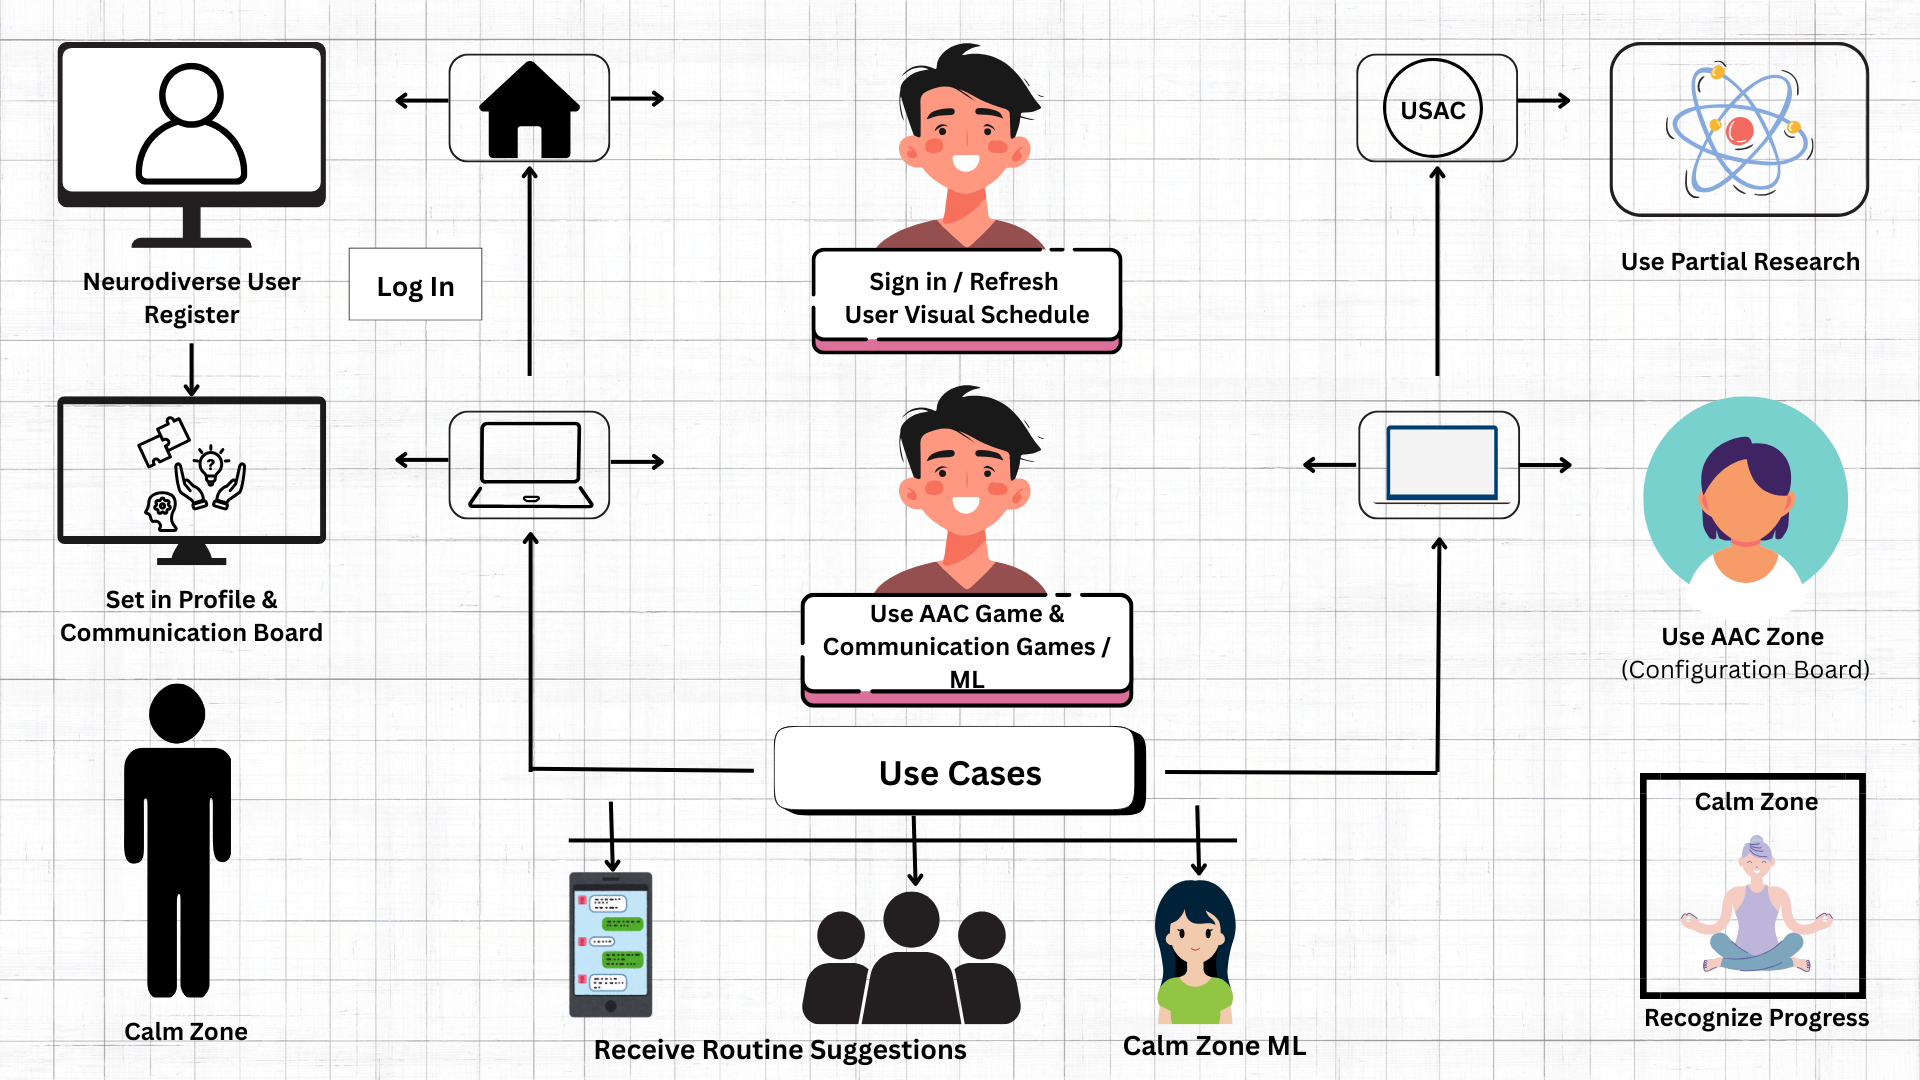 USAC
Neurodiverse User
Register
Log In
Sign in / Refresh
User Visual Schedule
Use Partial Research
Set in Profile &
Communication Board
Use AAC Game &
Communication Games /
ML
Use AAC Zone
(Configuration Board)
Use Cases
Calm Zone
Recognize Progress
Calm Zone
Receive Routine Suggestions
Calm Zone ML